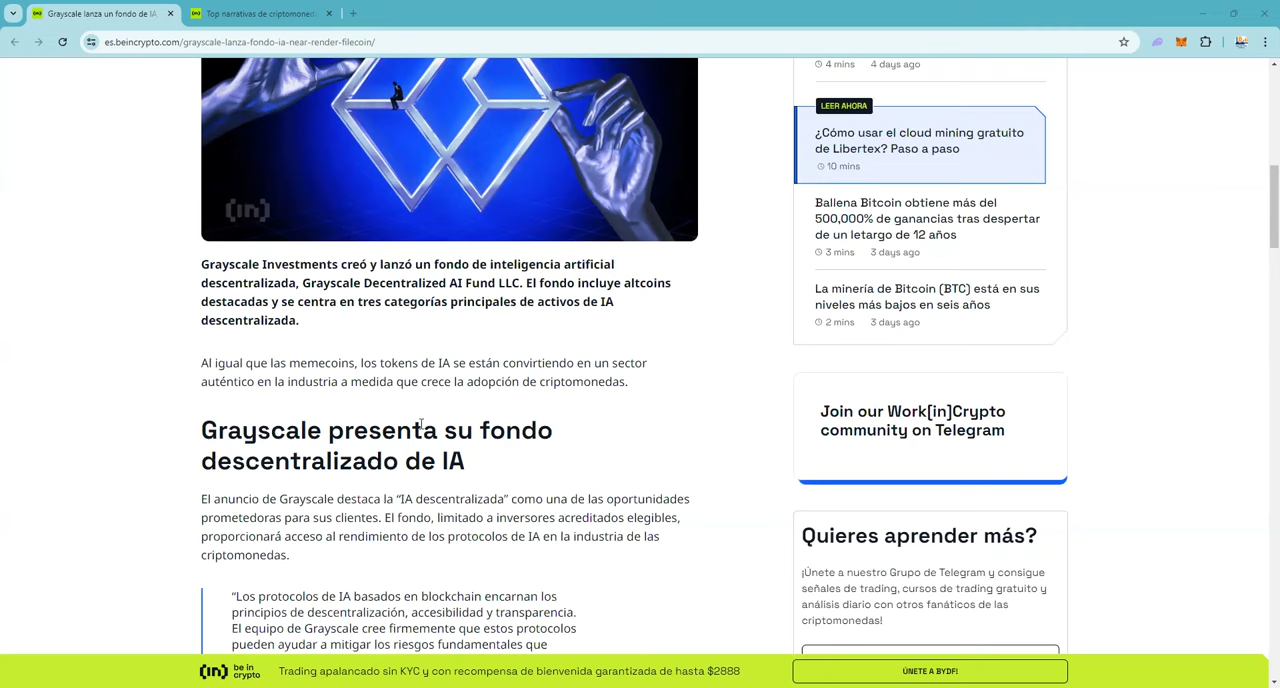 Grayscale lanza un fondo de IA,
Top narrativas de criptomoned
es.beincrypto.com/grayscale-lanza-fondo-ia-near-render-filecoin/
(in)
Grayscale Investments creó y lanzó un fondo de inteligencia artificial
descentralizada, Grayscale Decentralized AI Fund LLC. El fondo incluye altcoins
destacadas y se centra en tres categorías principales de activos de IA
descentralizada.
Al igual que las memecoins, los tokens de IA se están convirtiendo en un sector
auténtico en la industria a medida que crece la adopción de criptomonedas.
Grayscale presenta su fondo
descentralizado de IA
El anuncio de Grayscale destaca la “IA descentralizada” como una de las oportunidades
prometedoras para sus clientes. El fondo, limitado a inversores acreditados elegibles,
proporcionará acceso al rendimiento de los protocolos de IA en la industria de las
criptomonedas.
“Los protocolos de IA basados en blockchain encarnan los
principios de descentralización, accesibilidad y transparencia.
El equipo de Grayscale cree firmemente que estos protocolos
pueden ayudar a mitigar los riesgos fundamentales que
4 mins 4 days ago
LEER AHORA
¿Cómo usar el cloud mining gratuito
de Libertex? Paso a paso
10 mins
Ballena Bitcoin obtiene más del
500,000% de ganancias tras despertar
de un letargo de 12 años
3 mins 3 days ago
La minería de Bitcoin (BTC) está en sus
niveles más bajos en seis años
2 mins 3 days ago
Join our Work[in]Crypto
community on Telegram
Quieres aprender más?
¡Únete a nuestro Grupo de Telegram y consigue
señales de trading, cursos de trading gratuito y
análisis diario con otros fanáticos de las
criptomonedas!
(in) be in
crypto
Trading apalancado sin KYC y con recompensa de bienvenida garantizada de hasta $2888
ÚNETE A BYDFI